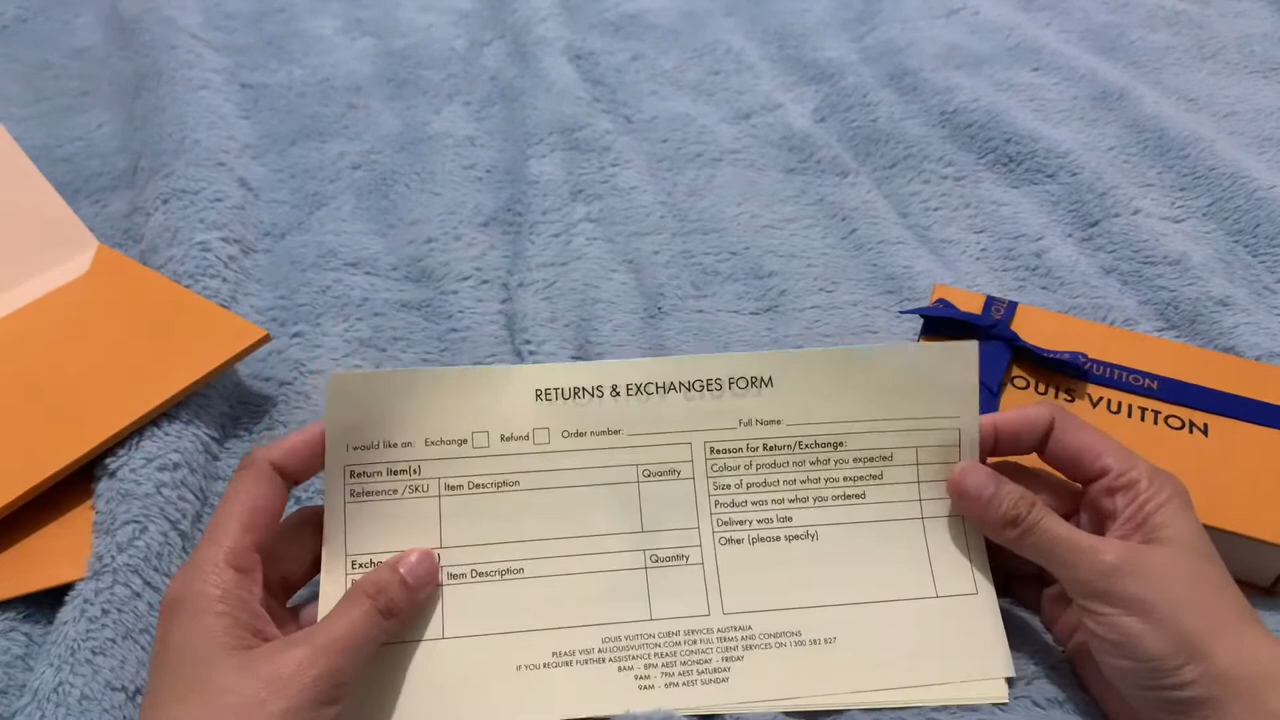 RETURNS & EXCHANGES FORM
I would like an: Exchange Refund Order number: Full Name:
Return Item(s)
Reference /SKU Item Description Quantity
Item Description Quantity
Reason for Return/Exchange:
Colour of product not what you expected
Size of product not what you expected
Product was not what you ordered
Delivery was late
Other (please specify)
LOUIS VUITTON CLIENT SERVICES AUSTRALIA
PLEASE VISIT AU.LOUISVUITTON.COM FOR FULL TERMS AND CONDITONS
IF YOU REQUIRE FURTHER ASSISTANCE PLEASE CONTACT CLIENT SERVICES ON 1300 582 827
8AM – 8PM AEST MONDAY – FRIDAY
9AM – 7PM AEST SATURDAY
9AM – 6PM AEST SUNDAY
VUITTON
LOUIS VUITTON